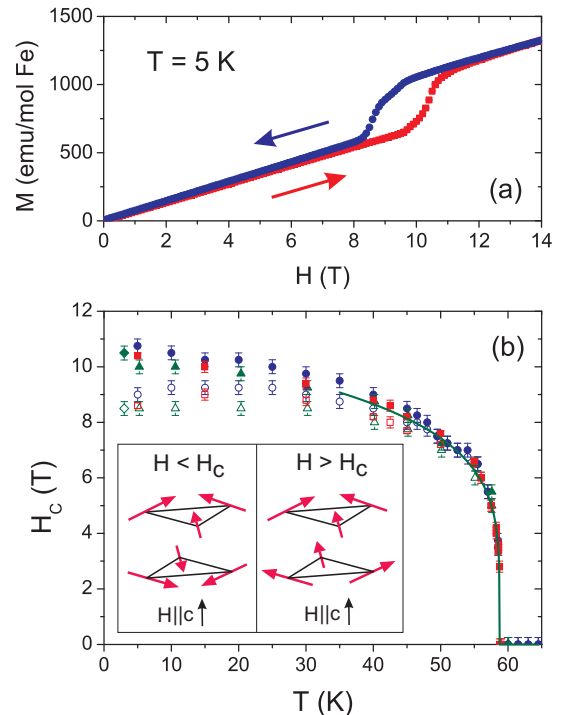 1500
1000
500
0
M (emu/mol Fe)
T = 5 K
(a)
0 2 4 6 8 10 12 14
H (T)
12
10
8
6
4
2
0
H_C (T)
(b)
H < H_C
H > H_C
H||c
H||c
0 10 20 30 40 50 60
T (K)